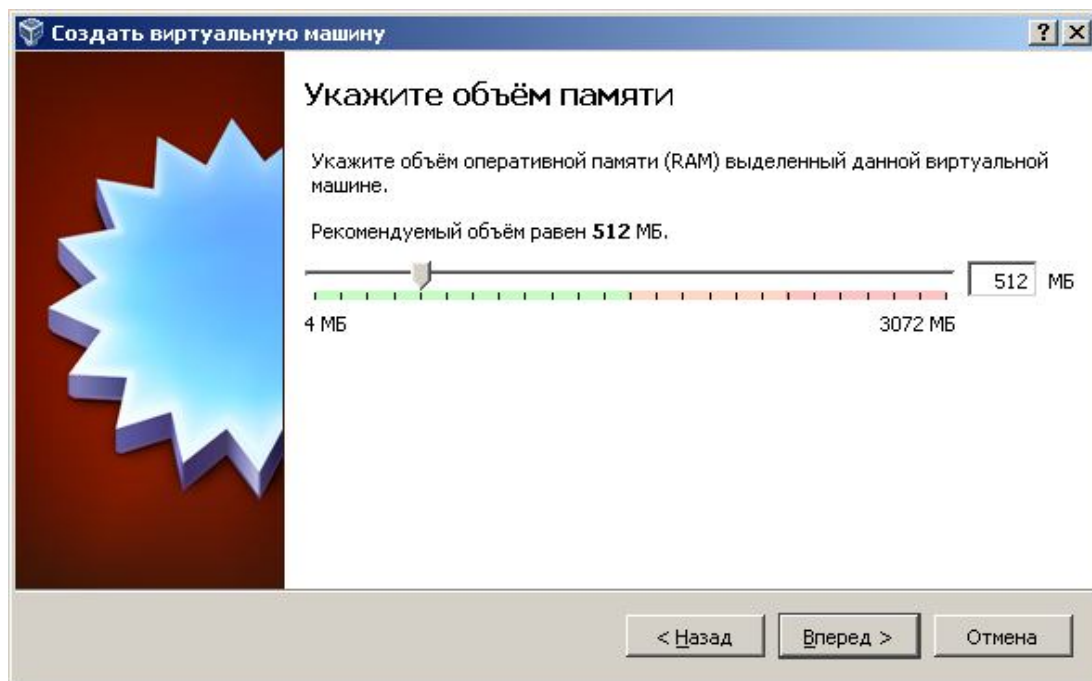 Создать виртуальную машину
Укажите объём памяти
Укажите объём оперативной памяти (RAM) выделенный данной виртуальной
машине.
Рекомендуемый объём равен 512 МБ.
512 МБ
4 МБ 3072 МБ
< Назад Вперед > Отмена